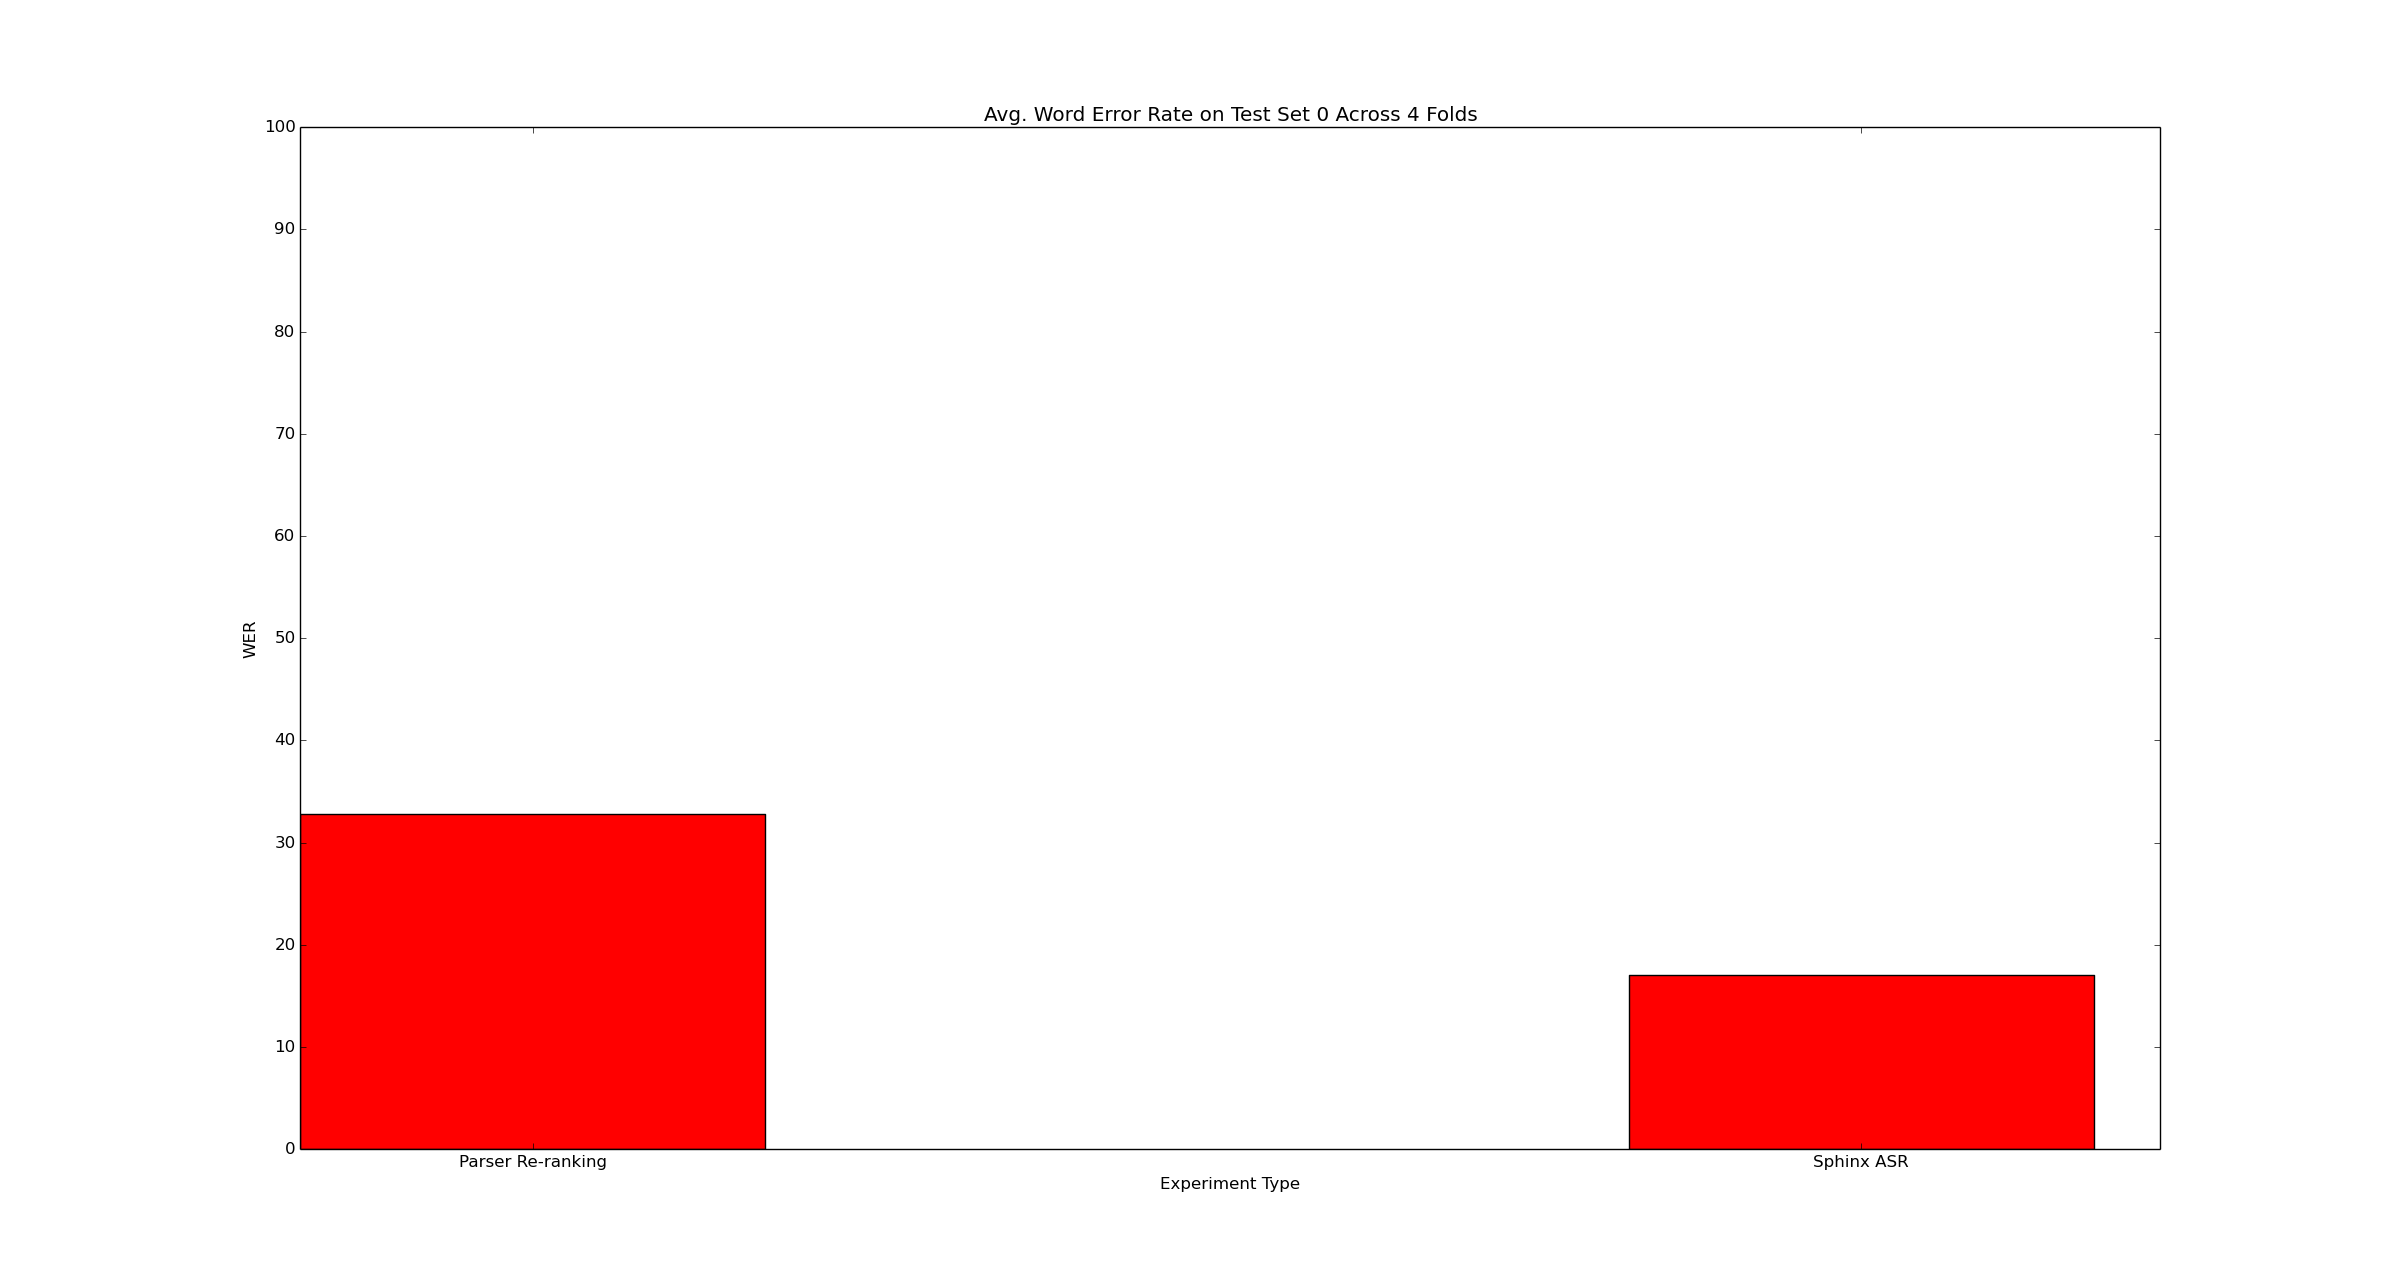 Avg. Word Error Rate on Test Set 0 Across 4 Folds
100
90
80
70
60
50
40
30
20
10
0
WER
Parser Re-ranking
Sphinx ASR
Experiment Type